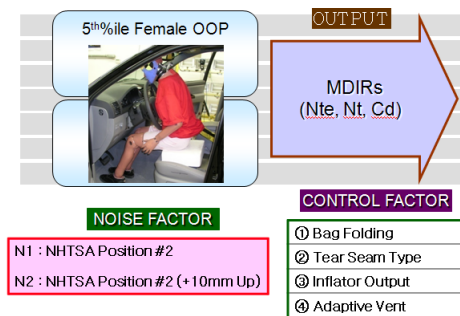 5th%ile Female OOP
OUTPUT
MDIRs
(Nte, Nt, Cd)
NOISE FACTOR
N1 : NHTSA Position #2
N2 : NHTSA Position #2 (+10mm Up)
CONTROL FACTOR
① Bag Folding
② Tear Seam Type
③ Inflator Output
④ Adaptive Vent